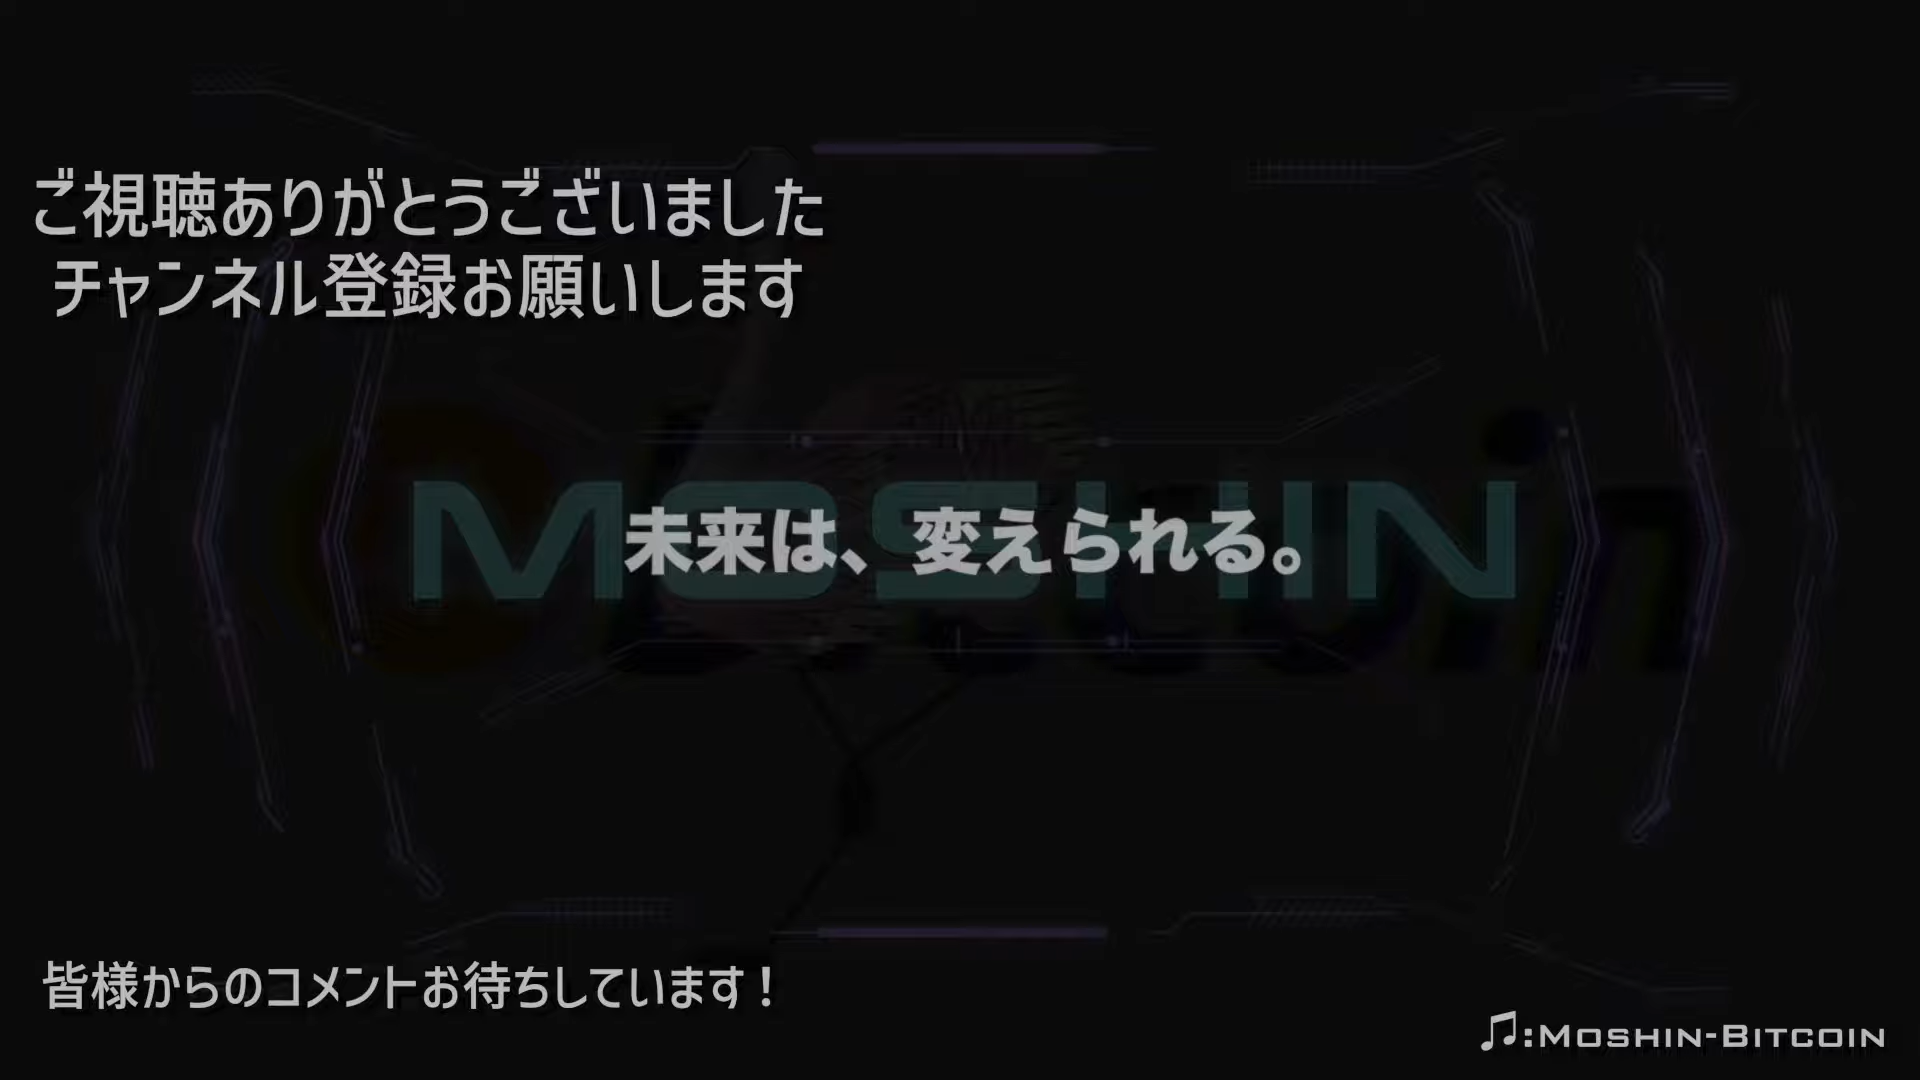 ご視聴ありがとうございました
チャンネル登録お願いします
MOSHIN
未来は、変えられる。
皆様からのコメントお待ちしています!
♫:MOSHIN-BITCOIN